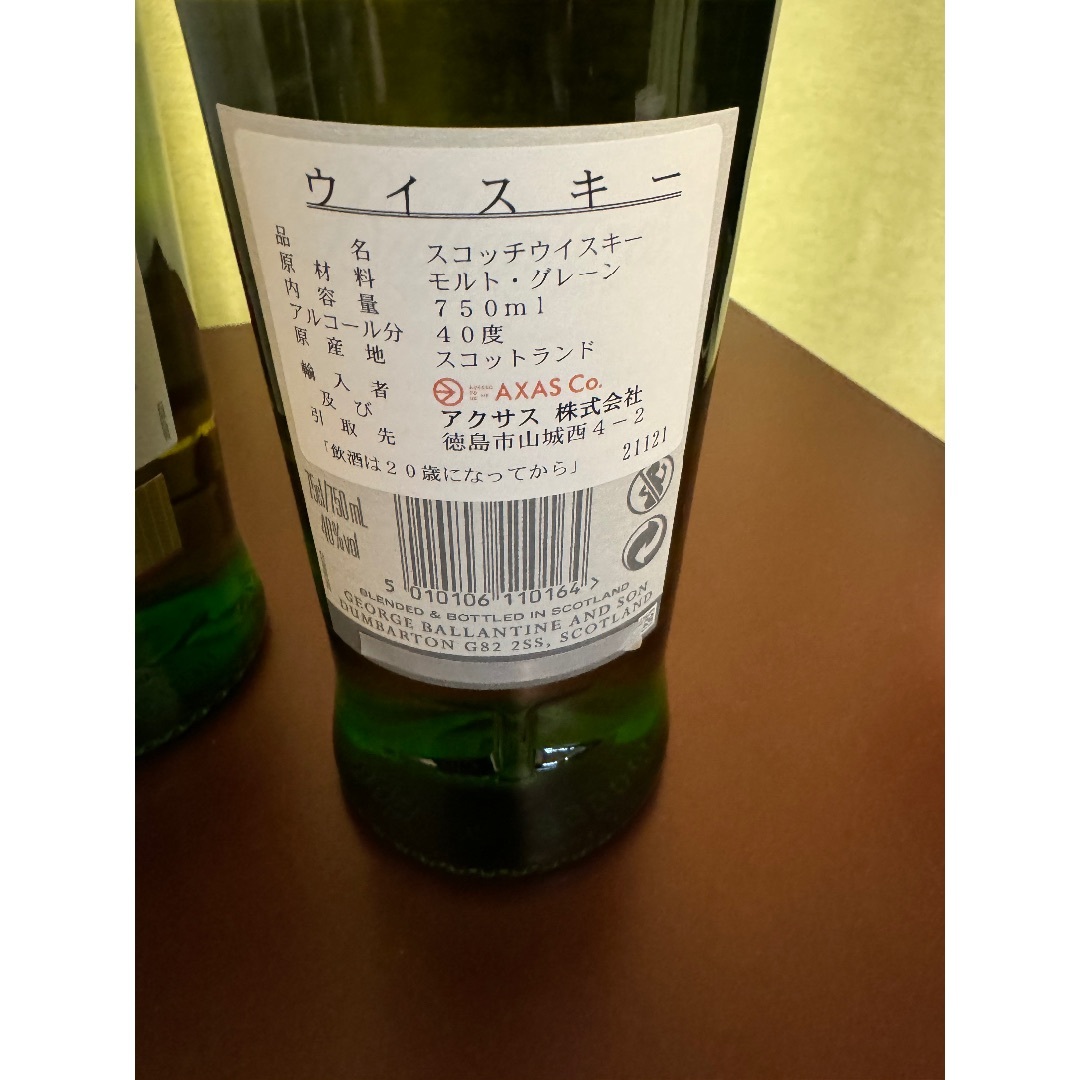 ウイスキー
品名 スコッチウイスキー
原材料 モルト・グレーン
内容量 750ml
アルコール分 40度
原産地 スコットランド
輸入者 AXAS Co.
及び アクサス 株式会社
引取先 徳島市山城西4-2
「飲酒は20歳になってから」 21121
75cl/750mL
40%vol
5 010106 110164 >
BLENDED & BOTTLED IN SCOTLAND
GEORGE BALLANTINE AND SON
DUMBARTON G82 2SS, SCOTLAND